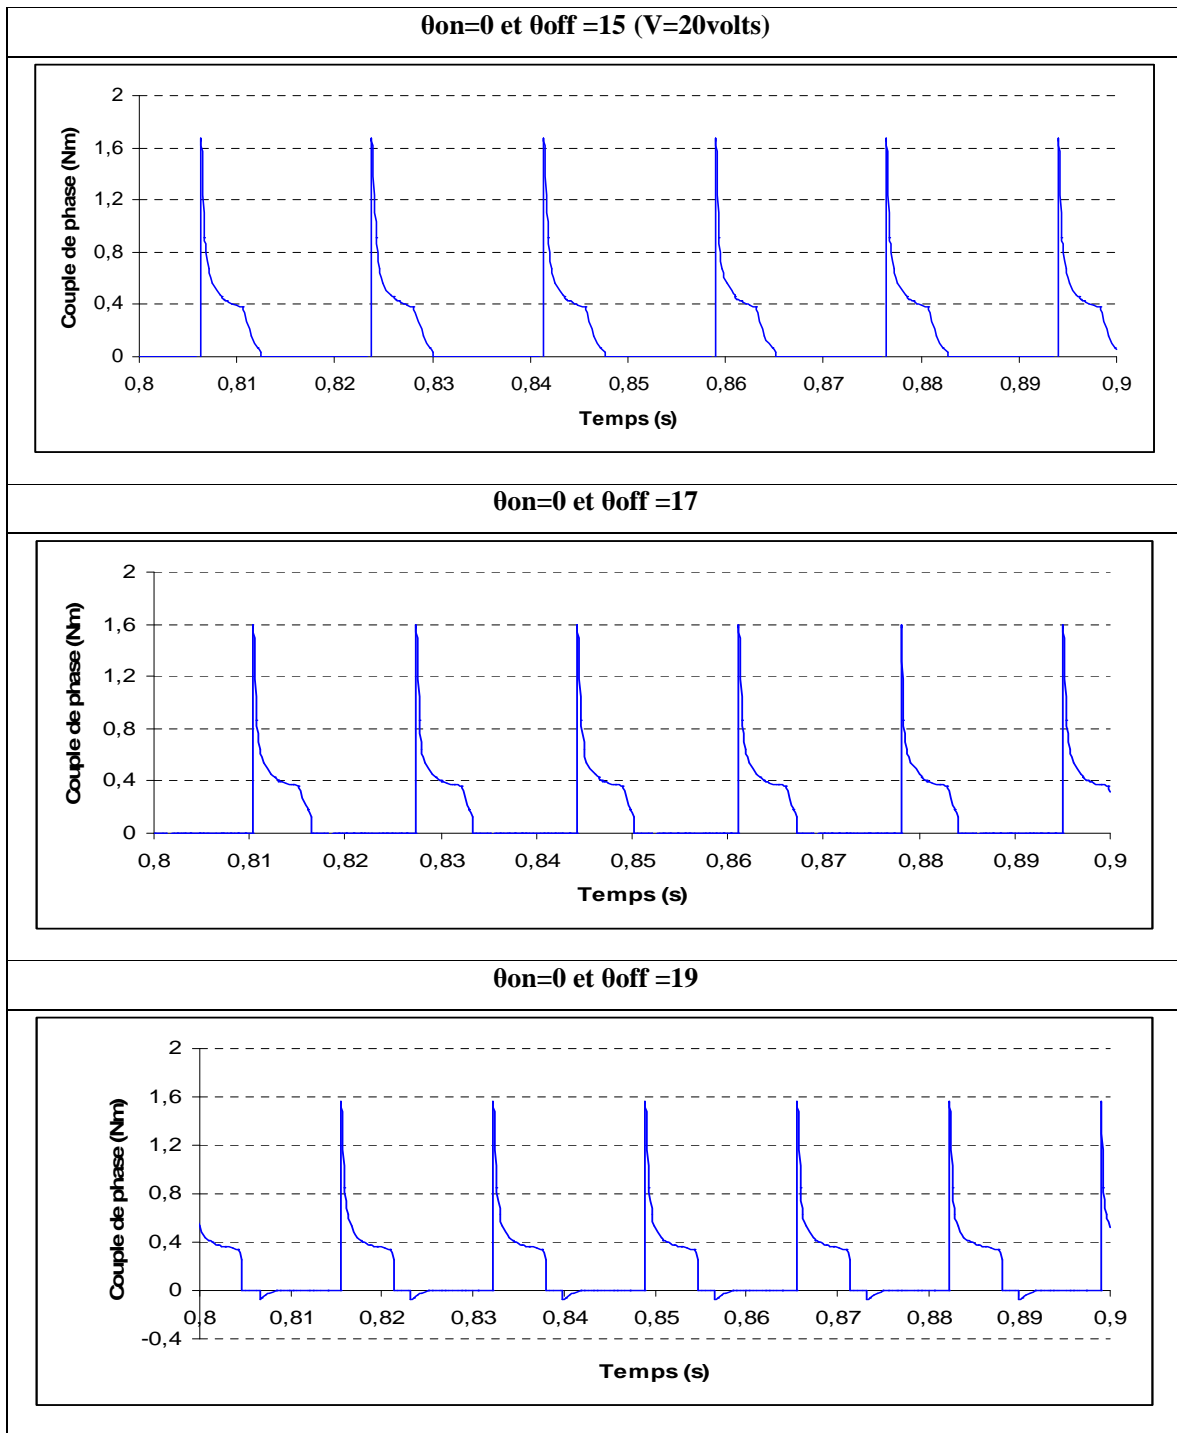 θon=0 et θoff =15 (V=20volts)
Couple de phase (Nm)
2
1,6
1,2
0,8
0,4
0
0,8 0,81 0,82 0,83 0,84 0,85 0,86 0,87 0,88 0,89 0,9
Temps (s)
θon=0 et θoff =17
Couple de phase (Nm)
2
1,6
1,2
0,8
0,4
0
0,8 0,81 0,82 0,83 0,84 0,85 0,86 0,87 0,88 0,89 0,9
Temps (s)
θon=0 et θoff =19
Couple de phase (Nm)
2
1,6
1,2
0,8
0,4
0
-0,4
0,8 0,81 0,82 0,83 0,84 0,85 0,86 0,87 0,88 0,89 0,9
Temps (s)